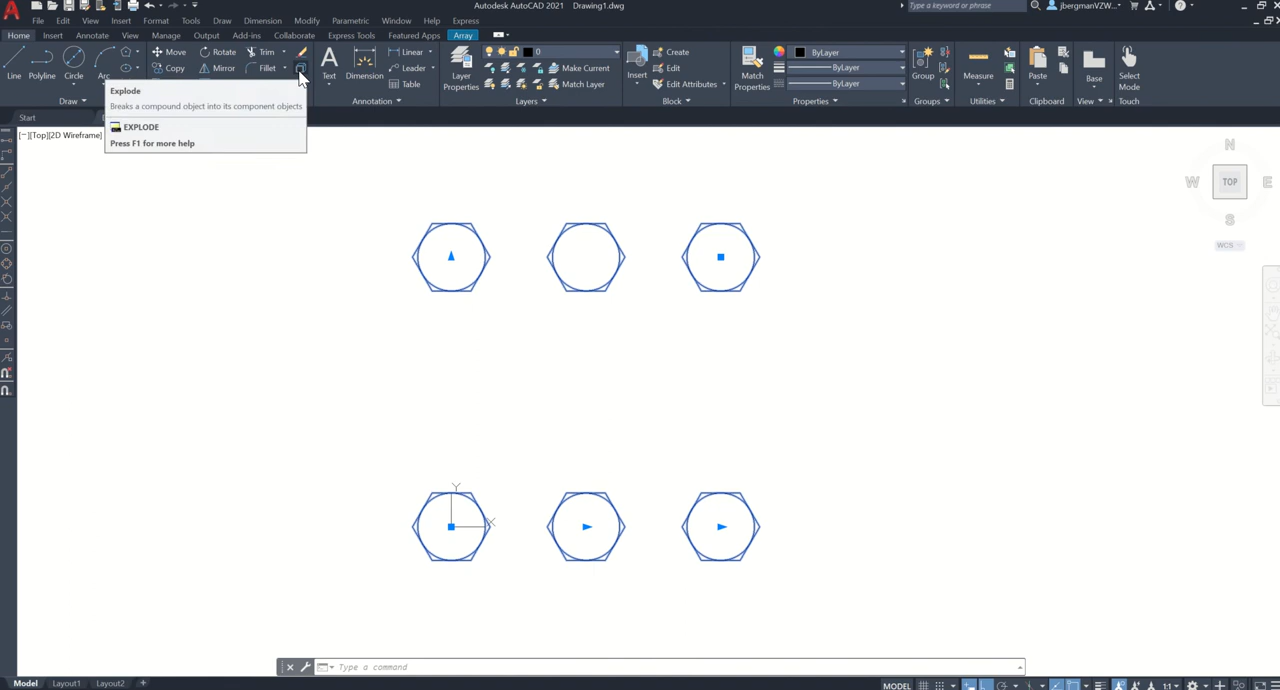 Autodesk AutoCAD 2021 Drawing1.dwg
Type a keyword or phrase
jbergmanVZW...
File Edit View Insert Format Tools Draw Dimension Modify Parametric Window Help Express
Home Insert Annotate View Manage Output Add-ins Collaborate Express Tools Featured Apps Array
Move Rotate Trim Linear Create ByLayer
Copy Mirror Fillet Leader Edit ByLayer
Line Polyline Circle Arc Text Dimension Table
Layer Properties
0
Make Current
Match Layer
Insert
Edit Attributes
Match Properties
ByLayer
Group
Measure
Paste
Base
Select Mode
Draw Annotation Layers Block Properties Groups Utilities Clipboard View Touch
Explode
Breaks a compound object into its component objects
EXPLODE
Press F1 for more help
Start
[−][Top][2D Wireframe]
N
W TOP E
S
WCS
Y
X
Type a command
Model Layout1 Layout2 +
MODEL
1:1